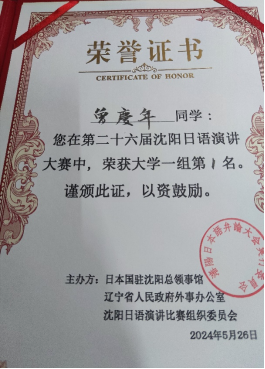 荣誉证书
CERTIFICATE OF HONOR
曾庆年 同学：
您在第二十六届沈阳日语演讲
大赛中，荣获大学一组第1名。
谨颁此证，以资鼓励。
主办方：日本国驻沈阳总领事馆
辽宁省人民政府外事办公室
沈阳日语演讲比赛组织委员会
2024年5月26日